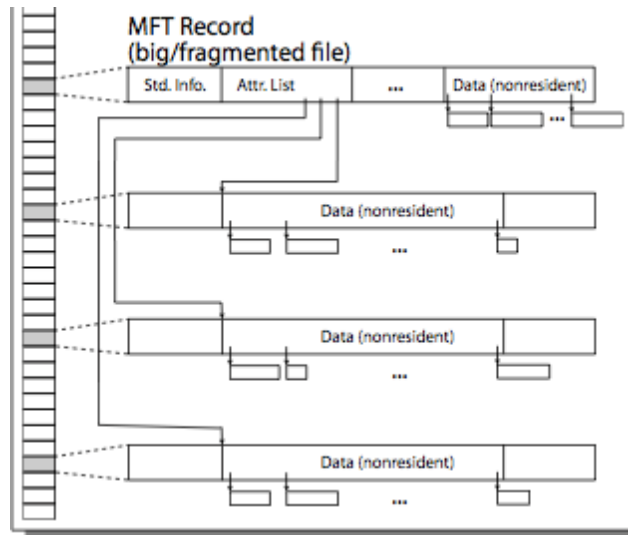 MFT Record
(big/fragmented file)
Std. Info. Attr. List ... Data (nonresident)
...
Data (nonresident)
...
Data (nonresident)
...
Data (nonresident)
...